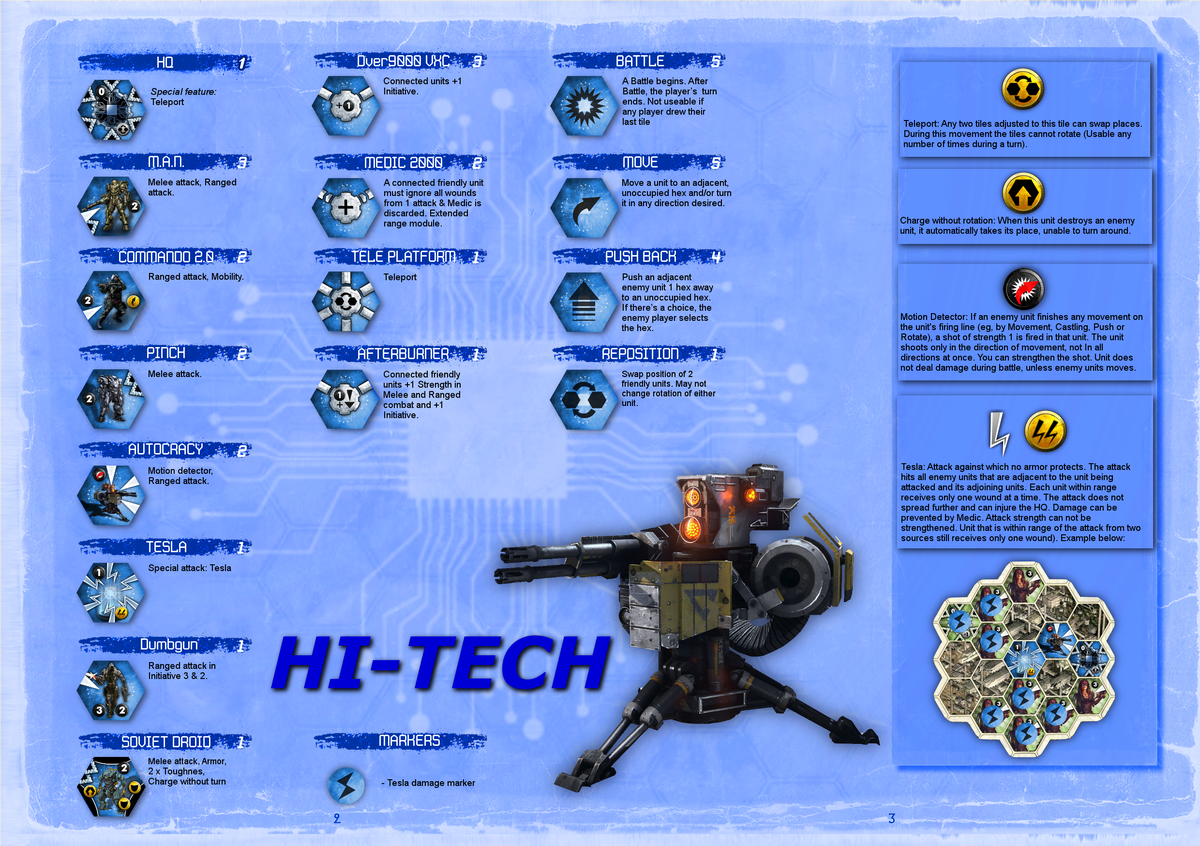 HQ 1
Special feature:
Teleport
0
M.A.N. 3
Melee attack, Ranged
attack.
2
COMMANDO 2.0 2
Ranged attack, Mobility.
2
PINCH 2
Melee attack.
2
AUTOCRACY 2
Motion detector,
Ranged attack.
TESLA 1
Special attack: Tesla
1
Dumbgun 1
Ranged attack in
Initiative 3 & 2.
3 2
SOVIET DROID 1
Melee attack, Armor,
2 x Toughnes,
Charge without turn
2
Over9000 VXC 3
Connected units +1
Initiative.
+1
MEDIC 2000 2
A connected friendly unit
must ignore all wounds
from 1 attack & Medic is
discarded. Extended
range module.
TELE PLATFORM 1
Teleport
AFTERBURNER 1
Connected friendly
units +1 Strength in
Melee and Ranged
combat and +1
Initiative.
MARKERS
- Tesla damage marker
BATTLE 5
A Battle begins. After
Battle, the player's turn
ends. Not useable if
any player drew their
last tile
MOVE 5
Move a unit to an adjacent,
unoccupied hex and/or turn
it in any direction desired.
PUSH BACK 4
Push an adjacent
enemy unit 1 hex away
to an unoccupied hex.
If there's a choice, the
enemy player selects
the hex.
REPOSITION 1
Swap position of 2
friendly units. May not
change rotation of either
unit.
HI-TECH
Teleport: Any two tiles adjusted to this tile can swap places.
During this movement the tiles cannot rotate (Usable any
number of times during a turn).
Charge without rotation: When this unit destroys an enemy
unit, it automatically takes its place, unable to turn around.
Motion Detector: If an enemy unit finishes any movement on
the unit's firing line (eg, by Movement, Castling, Push or
Rotate), a shot of strength 1 is fired in that unit. The unit
shoots only in the direction of movement, not In all
directions at once. You can strengthen the shot. Unit does
not deal damage during battle, unless enemy units moves.
Tesla: Attack against which no armor protects. The attack
hits all enemy units that are adjacent to the unit being
attacked and its adjoining units. Each unit within range
receives only one wound at a time. The attack does not
spread further and can injure the HQ. Damage can be
prevented by Medic. Attack strength can not be
strengthened. Unit that is within range of the attack from two
sources still receives only one wound). Example below:
2
3